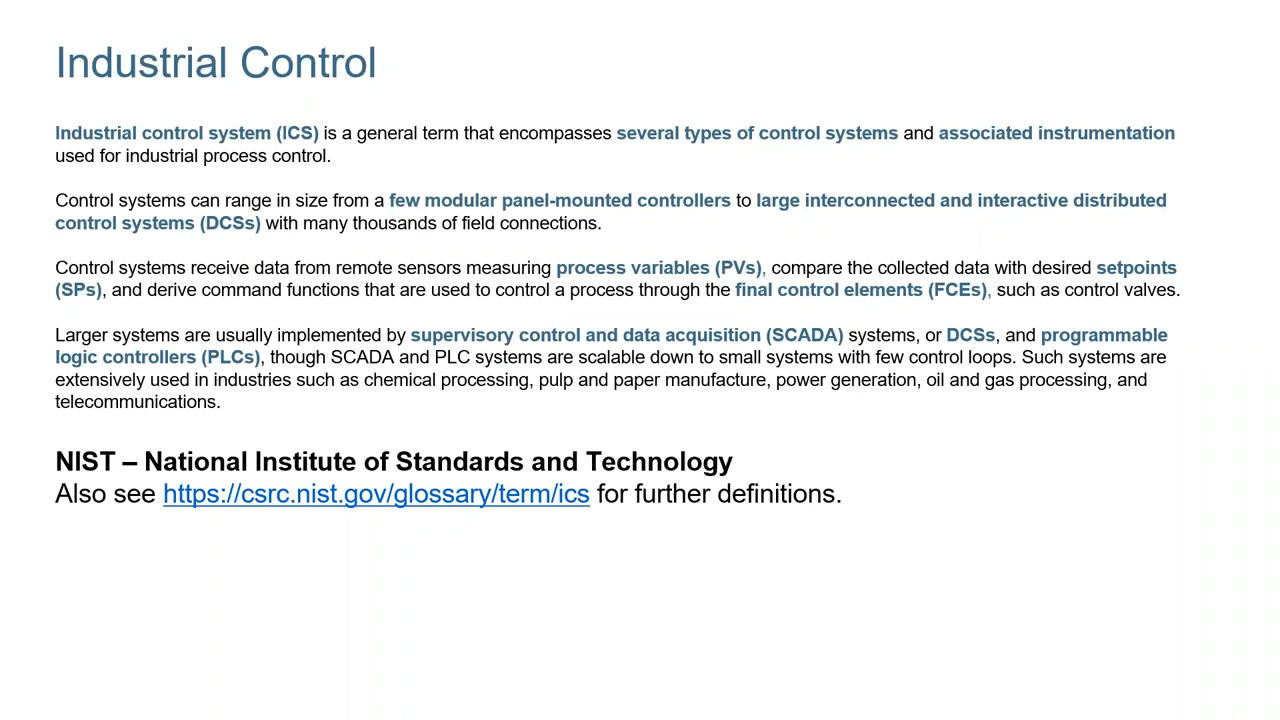 Industrial Control
Industrial control system (ICS) is a general term that encompasses several types of control systems and associated instrumentation
used for industrial process control.
Control systems can range in size from a few modular panel-mounted controllers to large interconnected and interactive distributed
control systems (DCSs) with many thousands of field connections.
Control systems receive data from remote sensors measuring process variables (PVs), compare the collected data with desired setpoints
(SPs), and derive command functions that are used to control a process through the final control elements (FCEs), such as control valves.
Larger systems are usually implemented by supervisory control and data acquisition (SCADA) systems, or DCSs, and programmable
logic controllers (PLCs), though SCADA and PLC systems are scalable down to small systems with few control loops. Such systems are
extensively used in industries such as chemical processing, pulp and paper manufacture, power generation, oil and gas processing, and
telecommunications.
NIST – National Institute of Standards and Technology
Also see https://csrc.nist.gov/glossary/term/ics for further definitions.